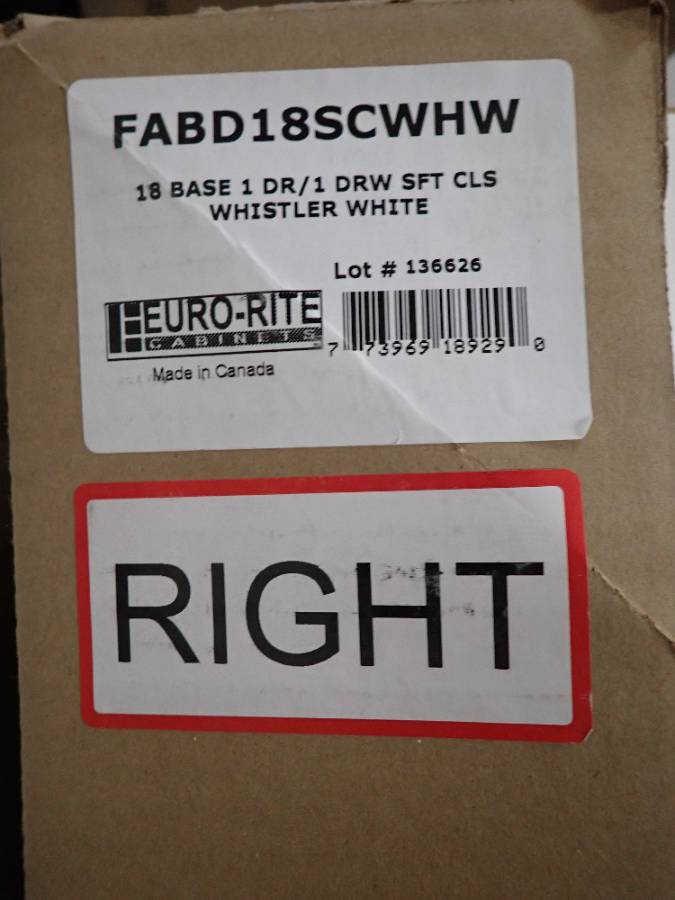 FABD18SCWHW
18 BASE 1 DR/1 DRW SFT CLS
WHISTLER WHITE
Lot # 136626
EURO-RITE
CABINETS
7 73969 18929 0
Made in Canada
RIGHT